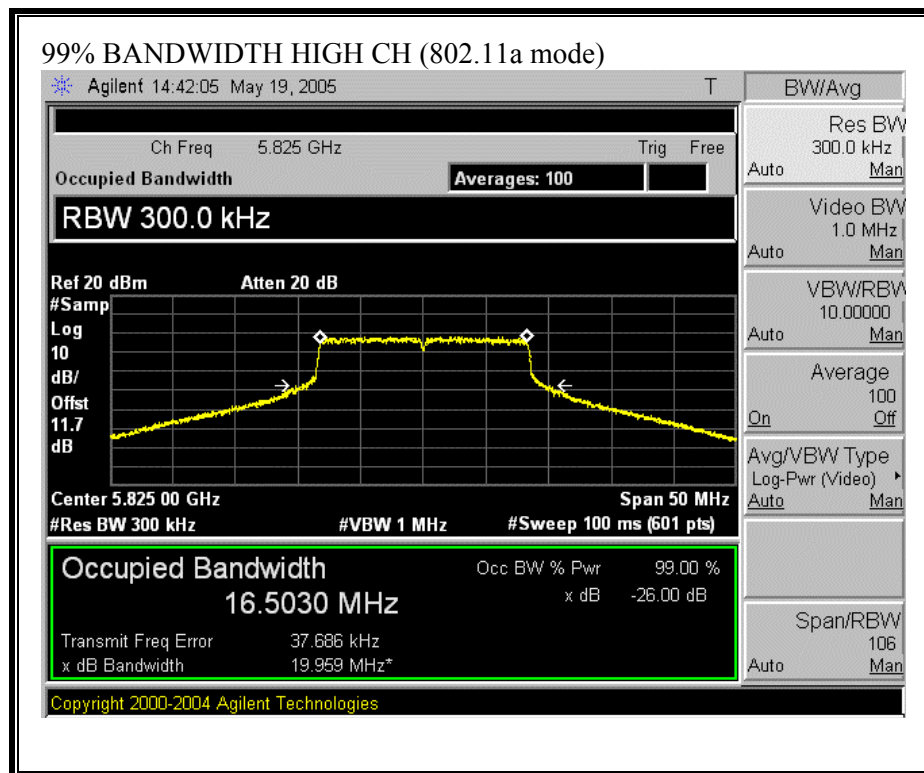 99% BANDWIDTH HIGH CH (802.11a mode)
Agilent 14:42:05 May 19, 2005 T
BW/Avg
Ch Freq 5.825 GHz Trig Free
Occupied Bandwidth Averages: 100
RBW 300.0 kHz
Ref 20 dBm Atten 20 dB
#Samp
Log
10
dB/
Offst
11.7
dB
Center 5.825 00 GHz Span 50 MHz
#Res BW 300 kHz #VBW 1 MHz #Sweep 100 ms (601 pts)
Occupied Bandwidth Occ BW % Pwr 99.00 %
16.5030 MHz x dB -26.00 dB
Transmit Freq Error 37.686 kHz
x dB Bandwidth 19.959 MHz*
Copyright 2000-2004 Agilent Technologies
Res BW
300.0 kHz
Auto Man
Video BW
1.0 MHz
Auto Man
VBW/RBW
10.00000
Auto Man
Average
100
On Off
Avg/VBW Type
Log-Pwr (Video)
Auto Man
Span/RBW
106
Auto Man